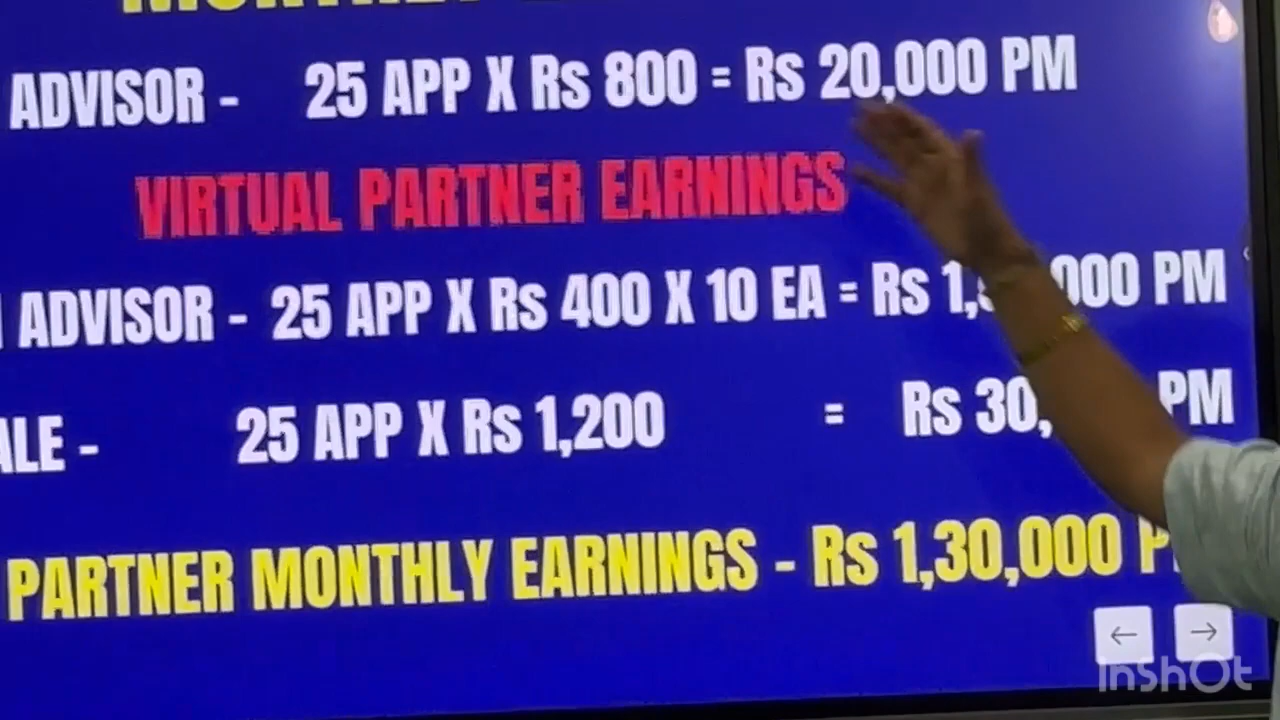 ADVISOR - 25 APP X Rs 800 = Rs 20,000 PM
VIRTUAL PARTNER EARNINGS
ADVISOR - 25 APP X Rs 400 X 10 EA = Rs PM
ALE - 25 APP X Rs 1,200 = Rs 30, PM
PARTNER MONTHLY EARNINGS - Rs 1,30,000
InShOt